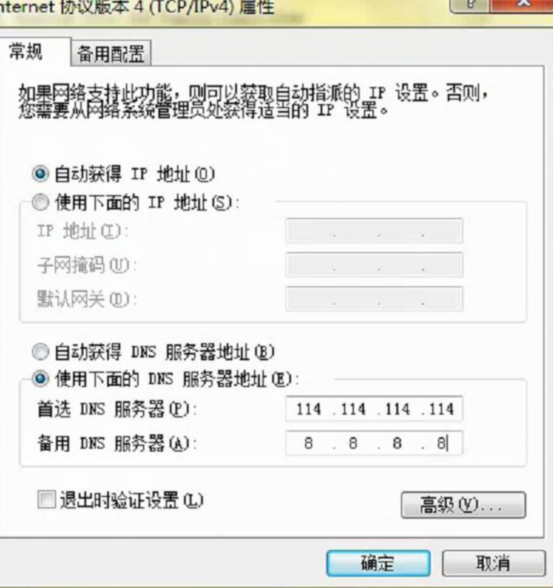 nternet 协议版本 4 (TCP/IPv4) 属性
常规
备用配置
如果网络支持此功能，则可以获取自动指派的 IP 设置。否则，
您需要从网络系统管理员处获得适当的 IP 设置。
自动获得 IP 地址(O)
使用下面的 IP 地址(S):
IP 地址(I):
子网掩码(U):
默认网关(D):
自动获得 DNS 服务器地址(B)
使用下面的 DNS 服务器地址(E):
首选 DNS 服务器(P): 114 .114 .114 .114
备用 DNS 服务器(A): 8 . 8 . 8 . 8
退出时验证设置(L)
高级(V)...
确定
取消